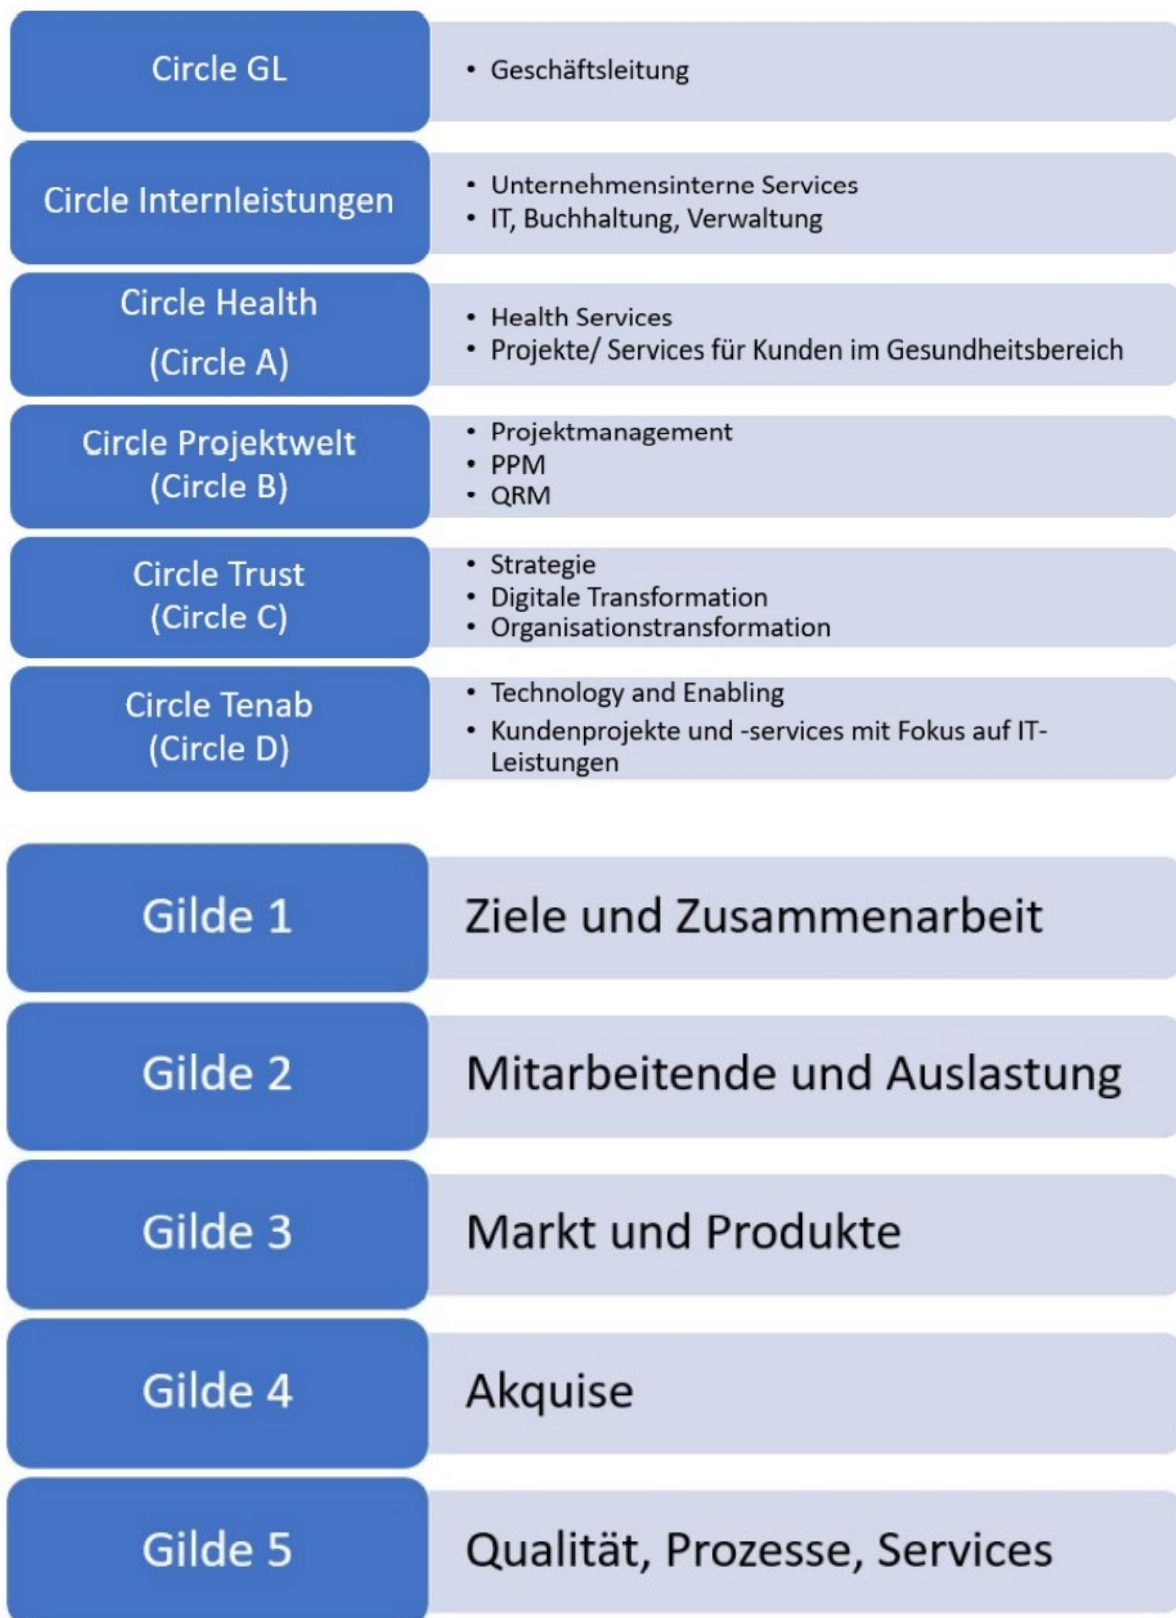 Circle GL
• Geschäftsleitung
Circle Internleistungen
• Unternehmensinterne Services
• IT, Buchhaltung, Verwaltung
Circle Health
(Circle A)
• Health Services
• Projekte/ Services für Kunden im Gesundheitsbereich
Circle Projektwelt
(Circle B)
• Projektmanagement
• PPM
• QRM
Circle Trust
(Circle C)
• Strategie
• Digitale Transformation
• Organisationstransformation
Circle Tenab
(Circle D)
• Technology and Enabling
• Kundenprojekte und -services mit Fokus auf IT-
Leistungen
Gilde 1
Ziele und Zusammenarbeit
Gilde 2
Mitarbeitende und Auslastung
Gilde 3
Markt und Produkte
Gilde 4
Akquise
Gilde 5
Qualität, Prozesse, Services